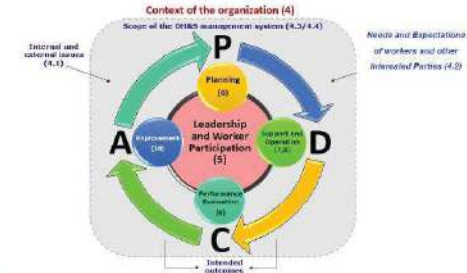 Context of the organization (4)
Scope of the OH&S management system (4.3/4.4)
Internal and
external issues
(4.1)
Needs and Expectations
of workers and other
Interested Parties (4.2)
P
Planning
(6)
A
Improvement
(10)
Leadership
and Worker
Participation
(5)
Support and
Operation
(7,8)
D
Performance
Evaluation
(9)
C
Intended
outcomes